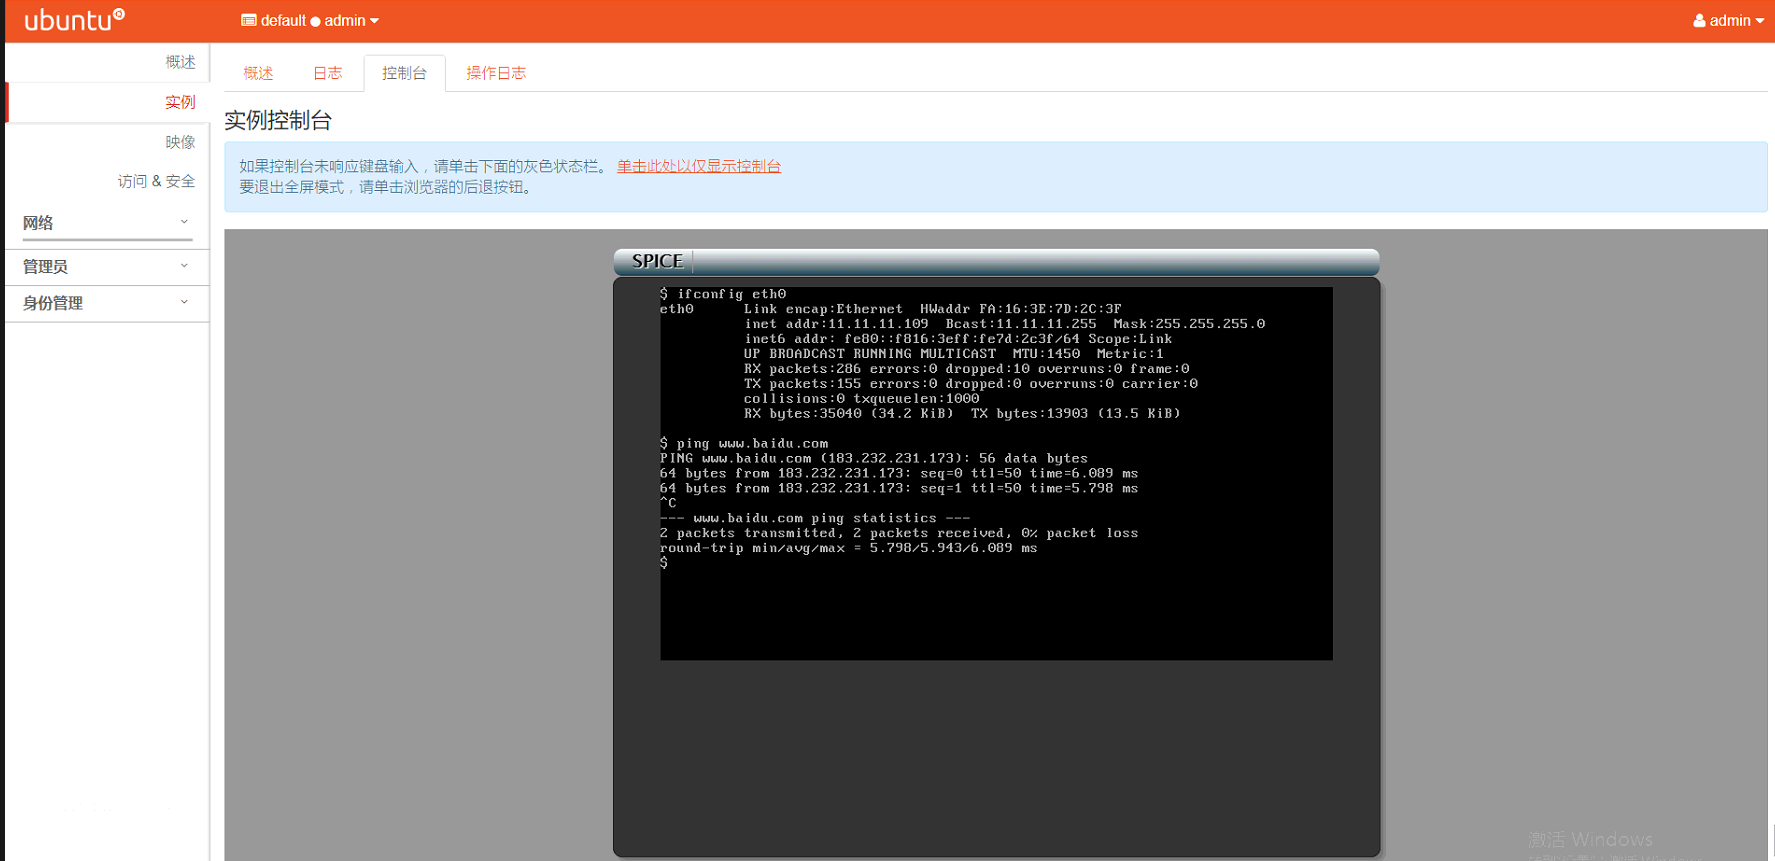 ubuntu
default ● admin
admin
概述
实例
映像
访问 & 安全
网络
管理员
身份管理
概述
日志
控制台
操作日志
实例控制台
如果控制台未响应键盘输入，请单击下面的灰色状态栏。 单击此处以仅显示控制台
要退出全屏模式，请单击浏览器的后退按钮。
SPICE
$ ifconfig eth0
eth0      Link encap:Ethernet  HWaddr FA:16:3E:7D:2C:3F
          inet addr:11.11.11.109  Bcast:11.11.11.255  Mask:255.255.255.0
          inet6 addr: fe80::f816:3eff:fe7d:2c3f/64 Scope:Link
          UP BROADCAST RUNNING MULTICAST  MTU:1450  Metric:1
          RX packets:286 errors:0 dropped:10 overruns:0 frame:0
          TX packets:155 errors:0 dropped:0 overruns:0 carrier:0
          collisions:0 txqueuelen:1000
          RX bytes:35040 (34.2 KiB)  TX bytes:13903 (13.5 KiB)
$ ping www.baidu.com
PING www.baidu.com (183.232.231.173): 56 data bytes
64 bytes from 183.232.231.173: seq=0 ttl=50 time=6.089 ms
64 bytes from 183.232.231.173: seq=1 ttl=50 time=5.798 ms
^C
--- www.baidu.com ping statistics ---
2 packets transmitted, 2 packets received, 0% packet loss
round-trip min/avg/max = 5.798/5.943/6.089 ms
$
激活 Windows